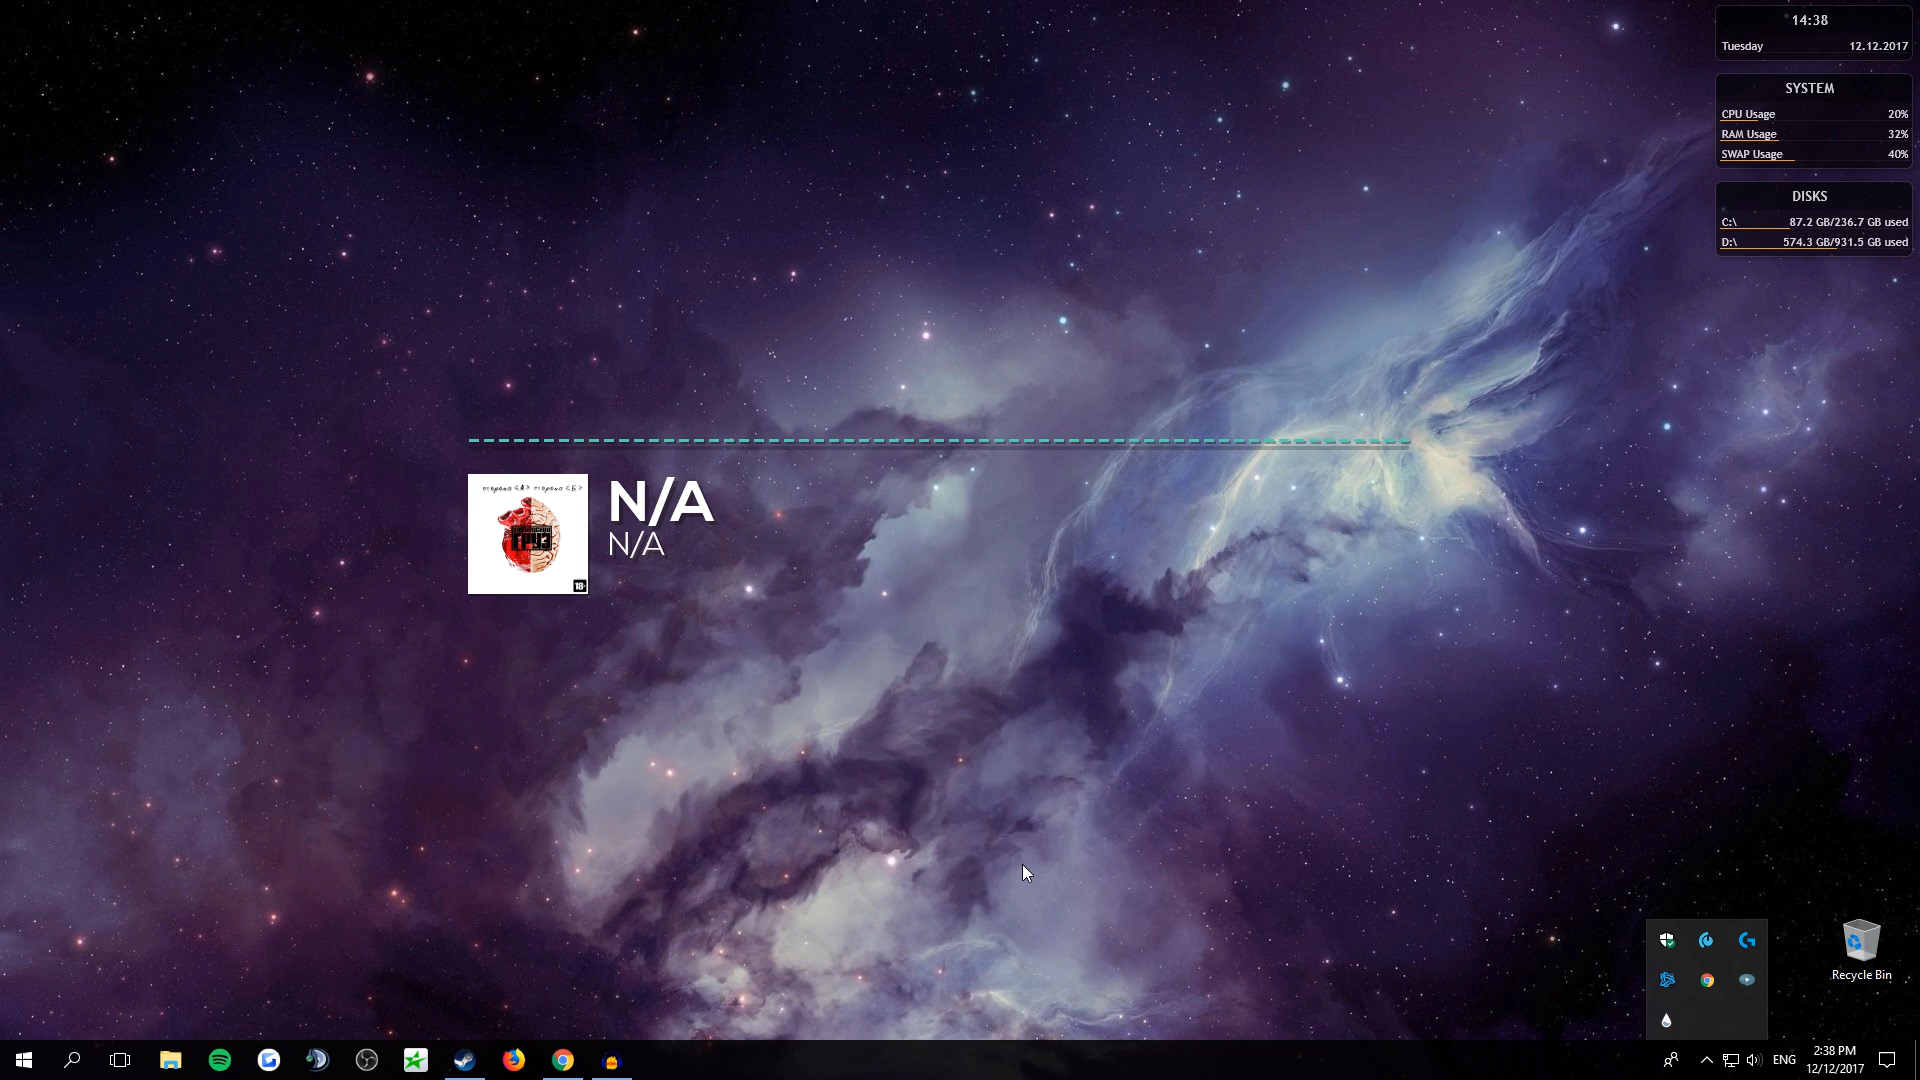 14:38
Tuesday 12.12.2017
SYSTEM
CPU Usage 20%
RAM Usage 32%
SWAP Usage 40%
DISKS
C:\ 87.2 GB/236.7 GB used
D:\ 574.3 GB/931.5 GB used
N/A
N/A
ГРУЗ
18+
Recycle Bin
ENG
2:38 PM
12/12/2017